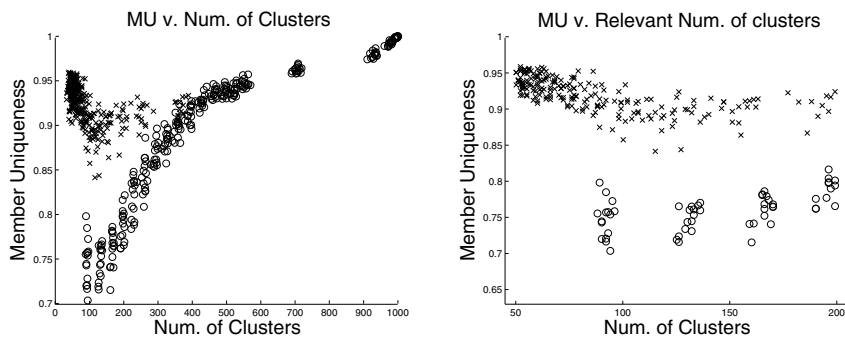 MU v. Num. of Clusters
Member Uniqueness
1
0.95
0.9
0.85
0.8
0.75
0.7
0 100 200 300 400 500 600 700 800 900 1000
Num. of Clusters
MU v. Relevant Num. of clusters
Member Uniqueness
1
0.95
0.9
0.85
0.8
0.75
0.7
0.65
50 100 150 200
Num. of Clusters